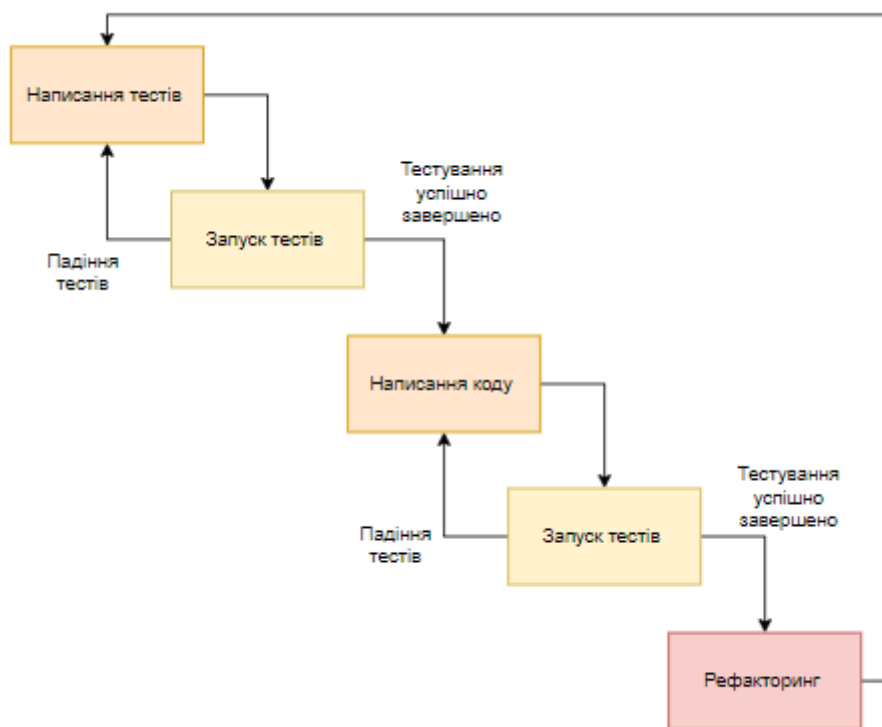 Написання тестів
Тестування
успішно
завершено
Запуск тестів
Падіння
тестів
Написання коду
Тестування
успішно
завершено
Падіння
тестів
Запуск тестів
Рефакторинг